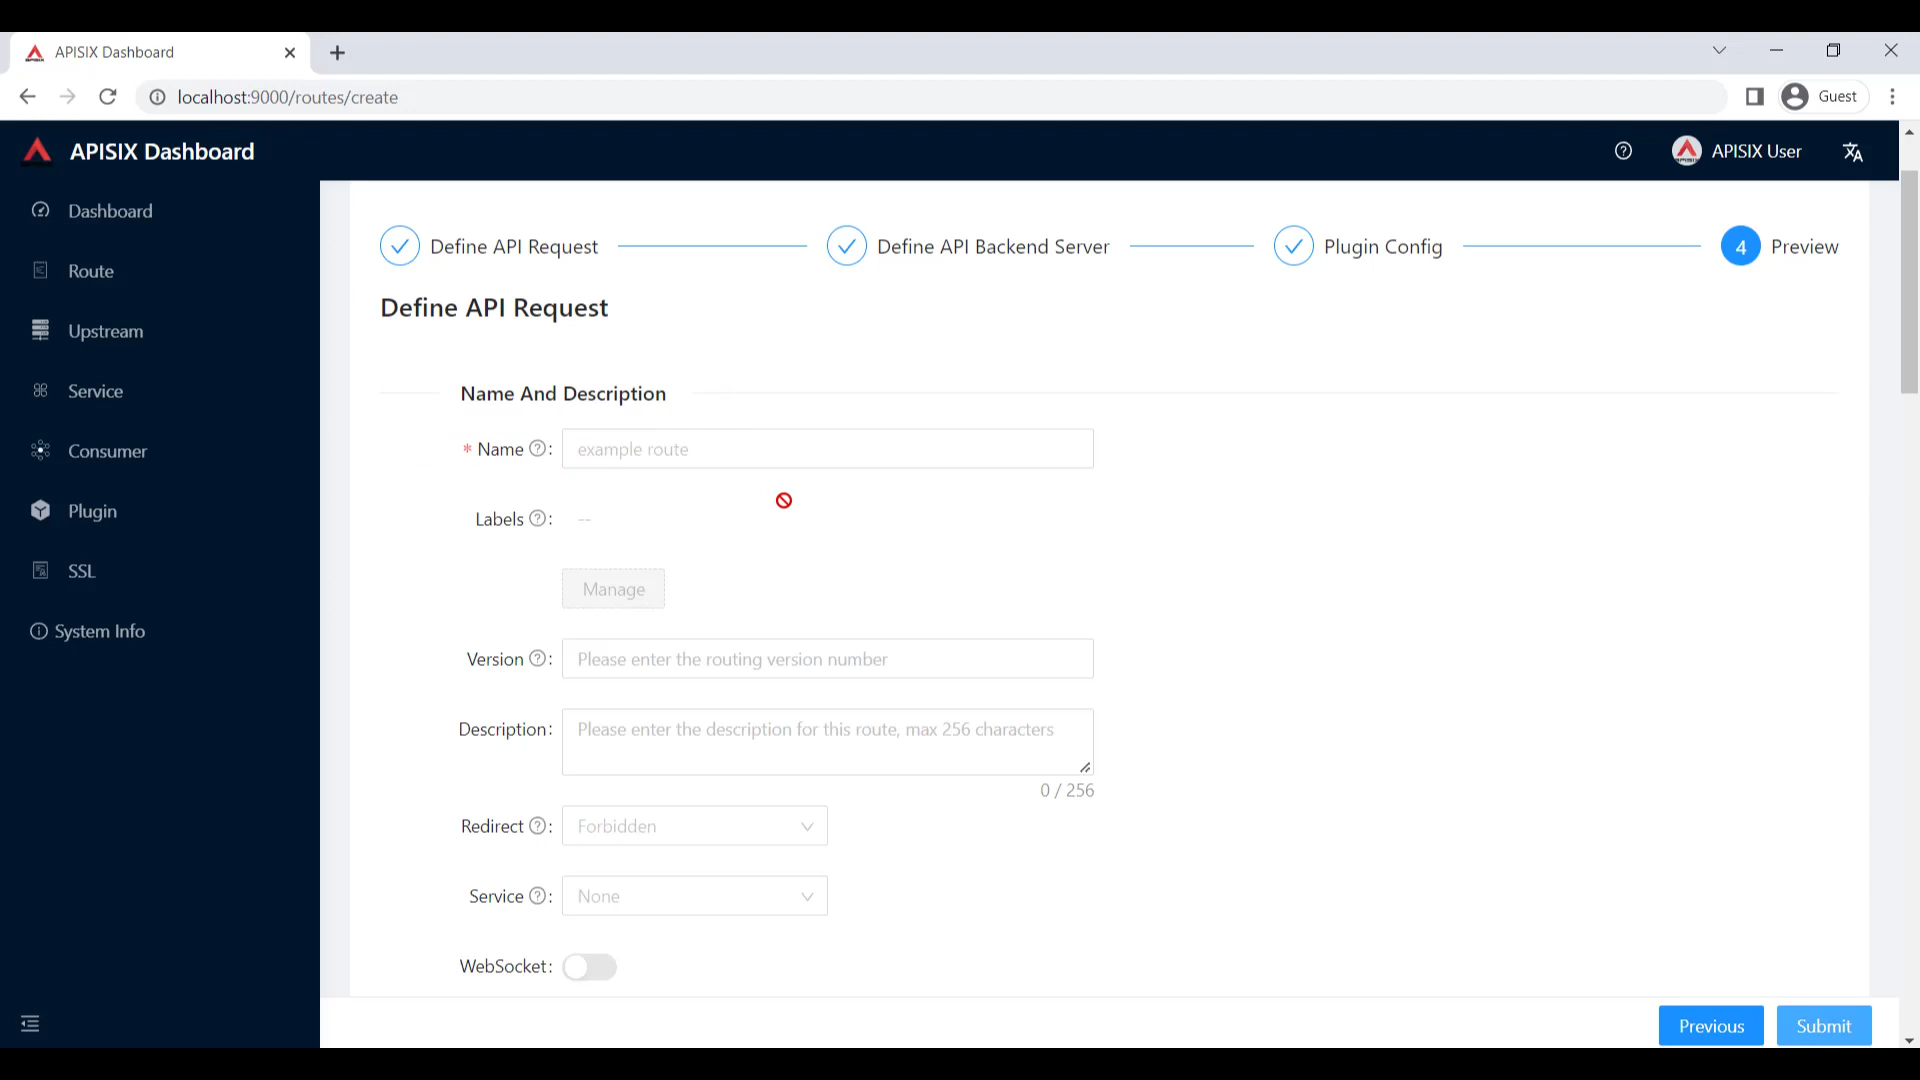 APISIX Dashboard
localhost:9000/routes/create
Guest
APISIX Dashboard
APISIX User
Dashboard
Route
Upstream
Service
Consumer
Plugin
SSL
System Info
Define API Request
Define API Backend Server
Plugin Config
4 Preview
Define API Request
Name And Description
* Name ? :
example route
Labels ? :
--
Manage
Version ? :
Please enter the routing version number
Description:
Please enter the description for this route, max 256 characters
0 / 256
Redirect ? :
Forbidden
Service ? :
None
WebSocket:
Previous
Submit